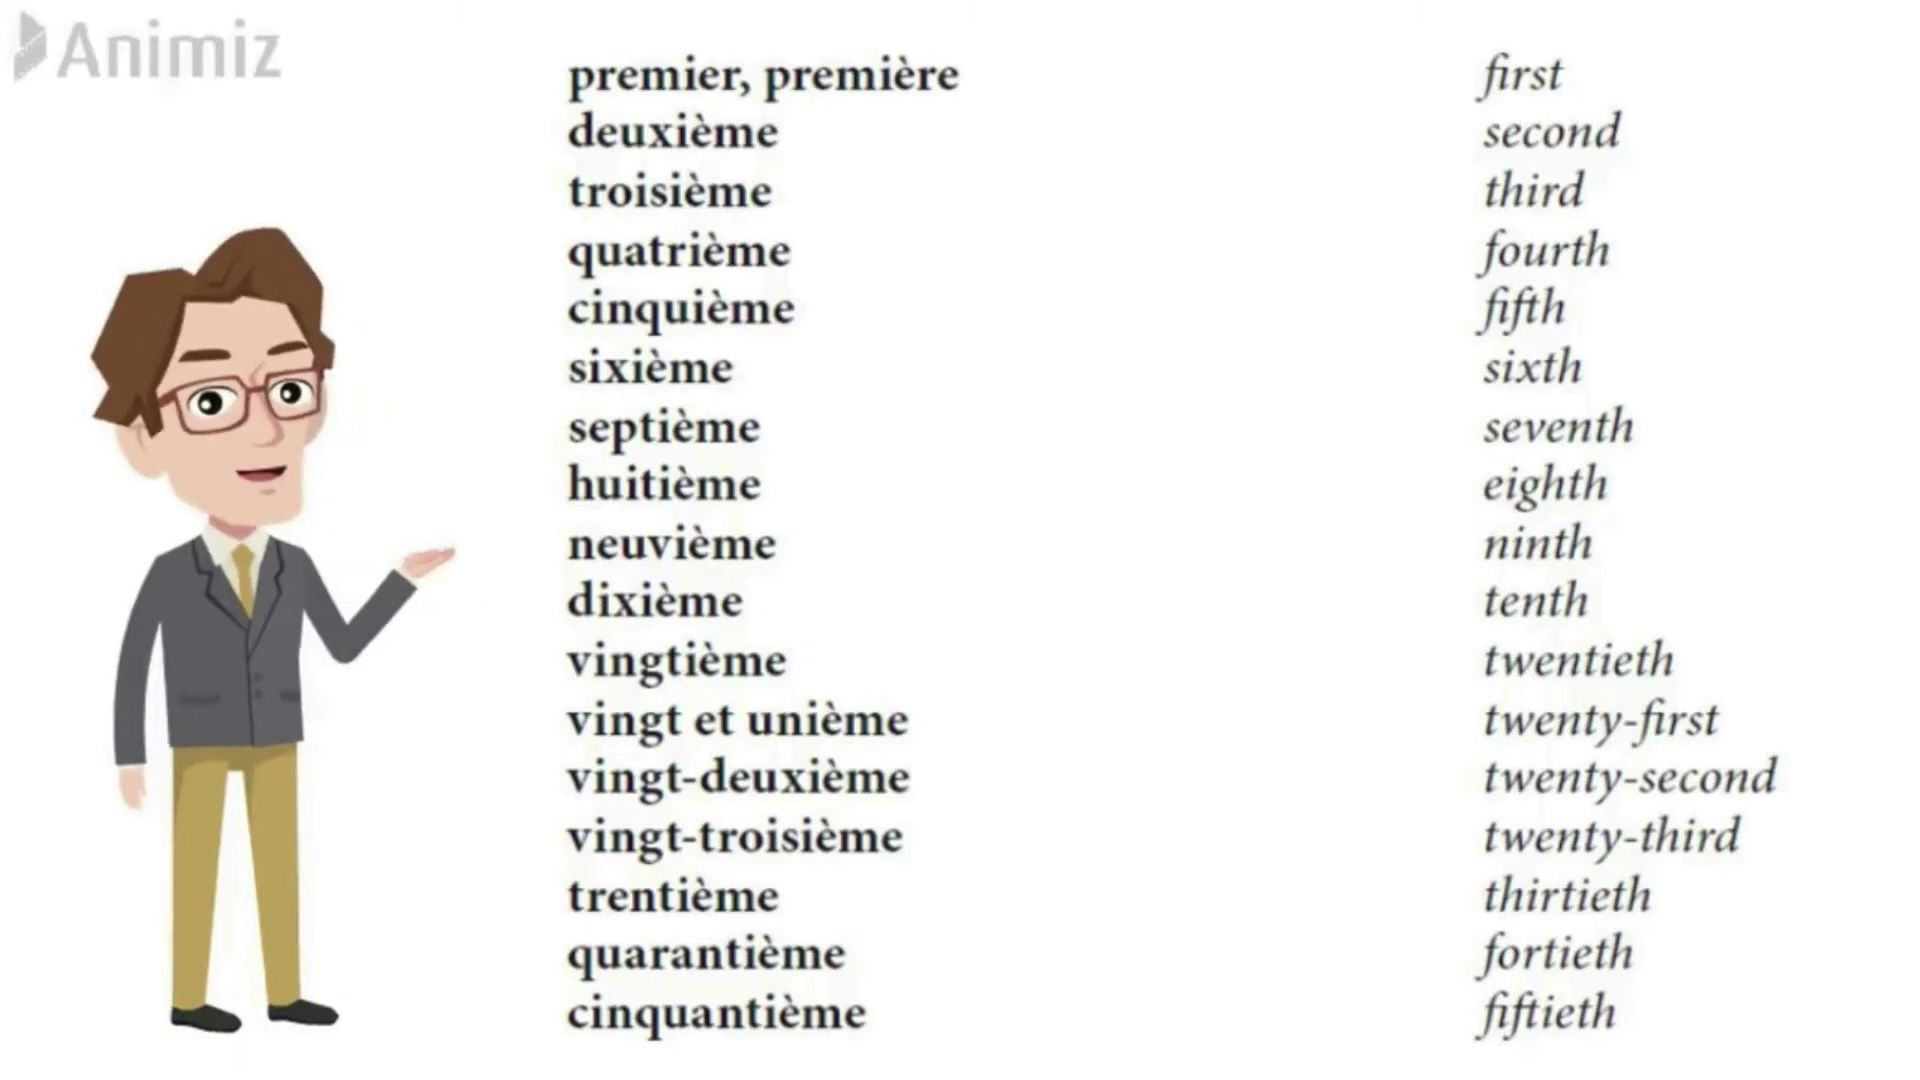 Animiz
premier, première first
deuxième second
troisième third
quatrième fourth
cinquième fifth
sixième sixth
septième seventh
huitième eighth
neuvième ninth
dixième tenth
vingtième twentieth
vingt et unième twenty-first
vingt-deuxième twenty-second
vingt-troisième twenty-third
trentième thirtieth
quarantième fortieth
cinquantième fiftieth